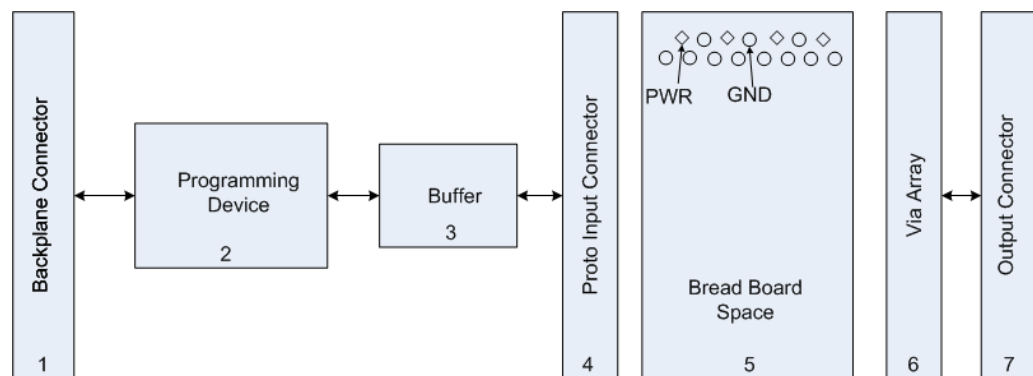 Backplane Connector
1
Programming
Device
2
Buffer
3
Proto Input Connector
4
PWR
GND
Bread Board
Space
5
Via Array
6
Output Connector
7